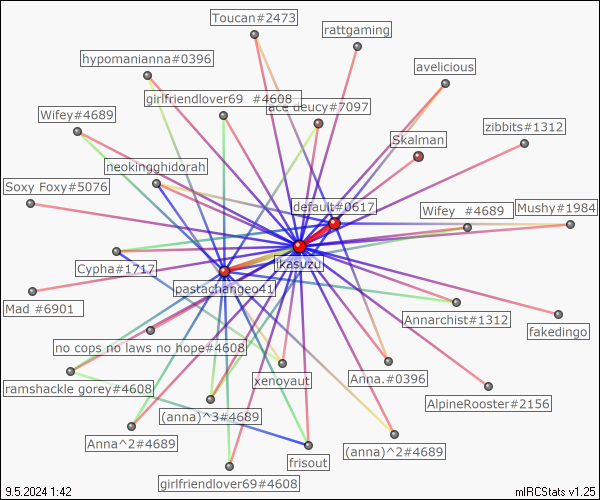 Toucan#2473
rattgaming
hypomanianna#0396
avelicious
girlfriendlover69 #4608
ace deucy#7097
Wifey#4689
zibbits#1312
Skalman
neokingghidorah
Soxy Foxy#5076
default#0617
Wifey #4689
Mushy#1984
Cypha#1717
ikasuzu
pastachangeo41
Mad #6901
Annarchist#1312
fakedingo
no cops no laws no hope#4608
xenoyaut
Anna.#0396
ramshackle gorey#4608
AlpineRooster#2156
(anna)^3#4689
Anna^2#4689
(anna)^2#4689
frisout
girlfriendlover69#4608
9.5.2024 1:42
mIRCStats v1.25